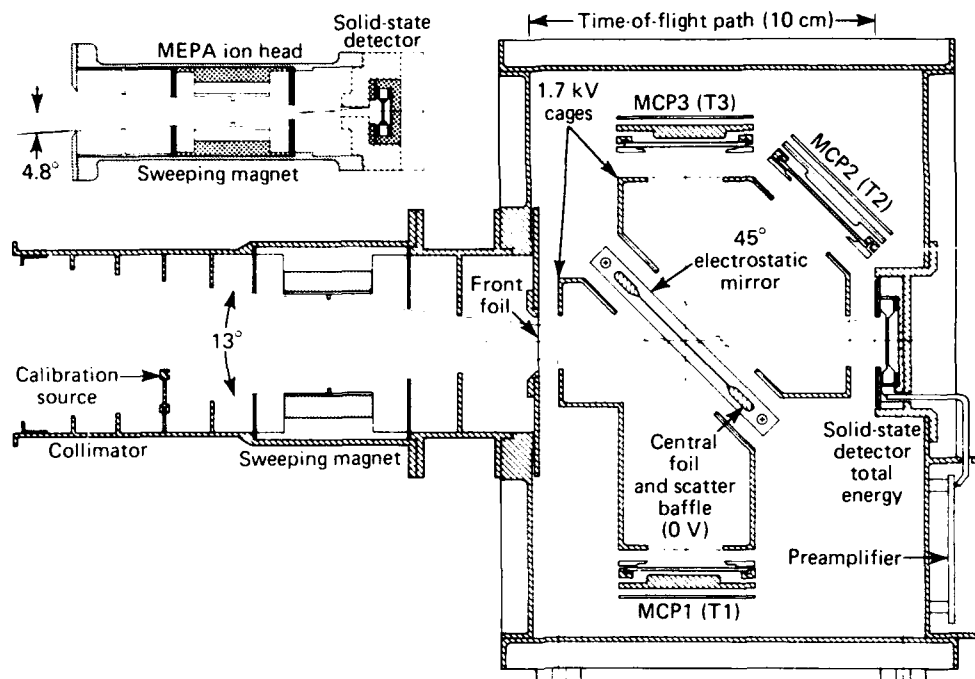 Solid-state
detector
MEPA ion head
4.8°
Sweeping magnet
Time-of-flight path (10 cm)
1.7 kV
cages
MCP3 (T3)
MCP2 (T2)
45°
electrostatic
mirror
Front
foil
13°
Calibration
source
Collimator
Sweeping magnet
Central
foil
and scatter
baffle
(0 V)
Solid-state
detector
total
energy
Preamplifier
MCP1 (T1)